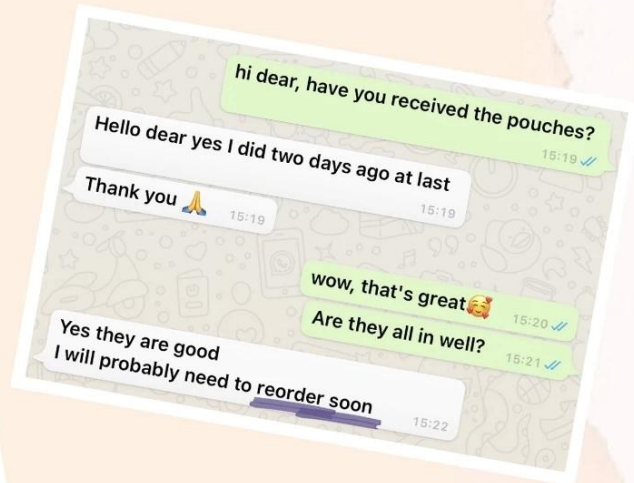 hi dear, have you received the pouches?
15:19
Hello dear yes I did two days ago at last
15:19
Thank you 🙏
15:19
wow, that's great🥰
15:20
Are they all in well?
15:21
Yes they are good
I will probably need to reorder soon
15:22